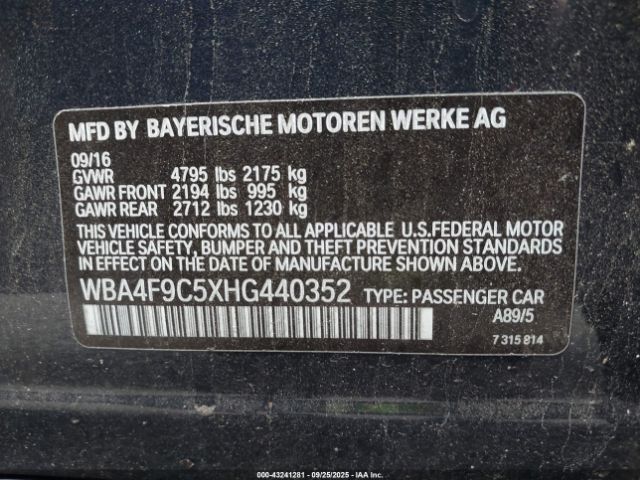 MFD BY BAYERISCHE MOTOREN WERKE AG
09/16
GVWR 4795 lbs 2175 kg
GAWR FRONT 2194 lbs 995 kg
GAWR REAR 2712 lbs 1230 kg
THIS VEHICLE CONFORMS TO ALL APPLICABLE U.S.FEDERAL MOTOR
VEHICLE SAFETY, BUMPER AND THEFT PREVENTION STANDARDS
IN EFFECT ON THE DATE OF MANUFACTURE SHOWN ABOVE.
WBA4F9C5XHG440352 TYPE: PASSENGER CAR
A89/5
7 315 814
000-43241281 - 09/25/2025 - IAA Inc.